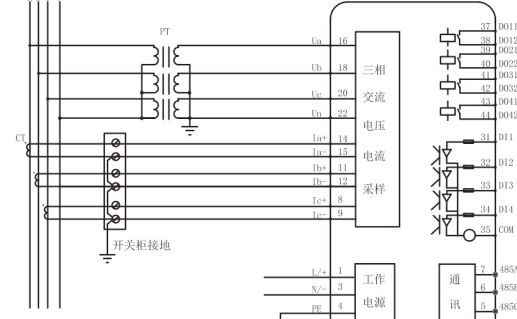 PT
Ua 16
Ub 18
Uc 20
Un 22
三相
交流
电压
电流
采样
CT
Ia+ 14
Ia- 15
Ib+ 11
Ib- 12
Ic+ 8
Ic- 9
开关柜接地
L/+ 1
N/- 3
PE 4
工作
电源
37 DO11
38 DO12
39 DO21
40 DO22
41 DO31
42 DO32
43 DO41
44 DO42
31 DI1
32 DI2
33 DI3
34 DI4
35 COM
通
讯
7 485A
6 485B
5 485G